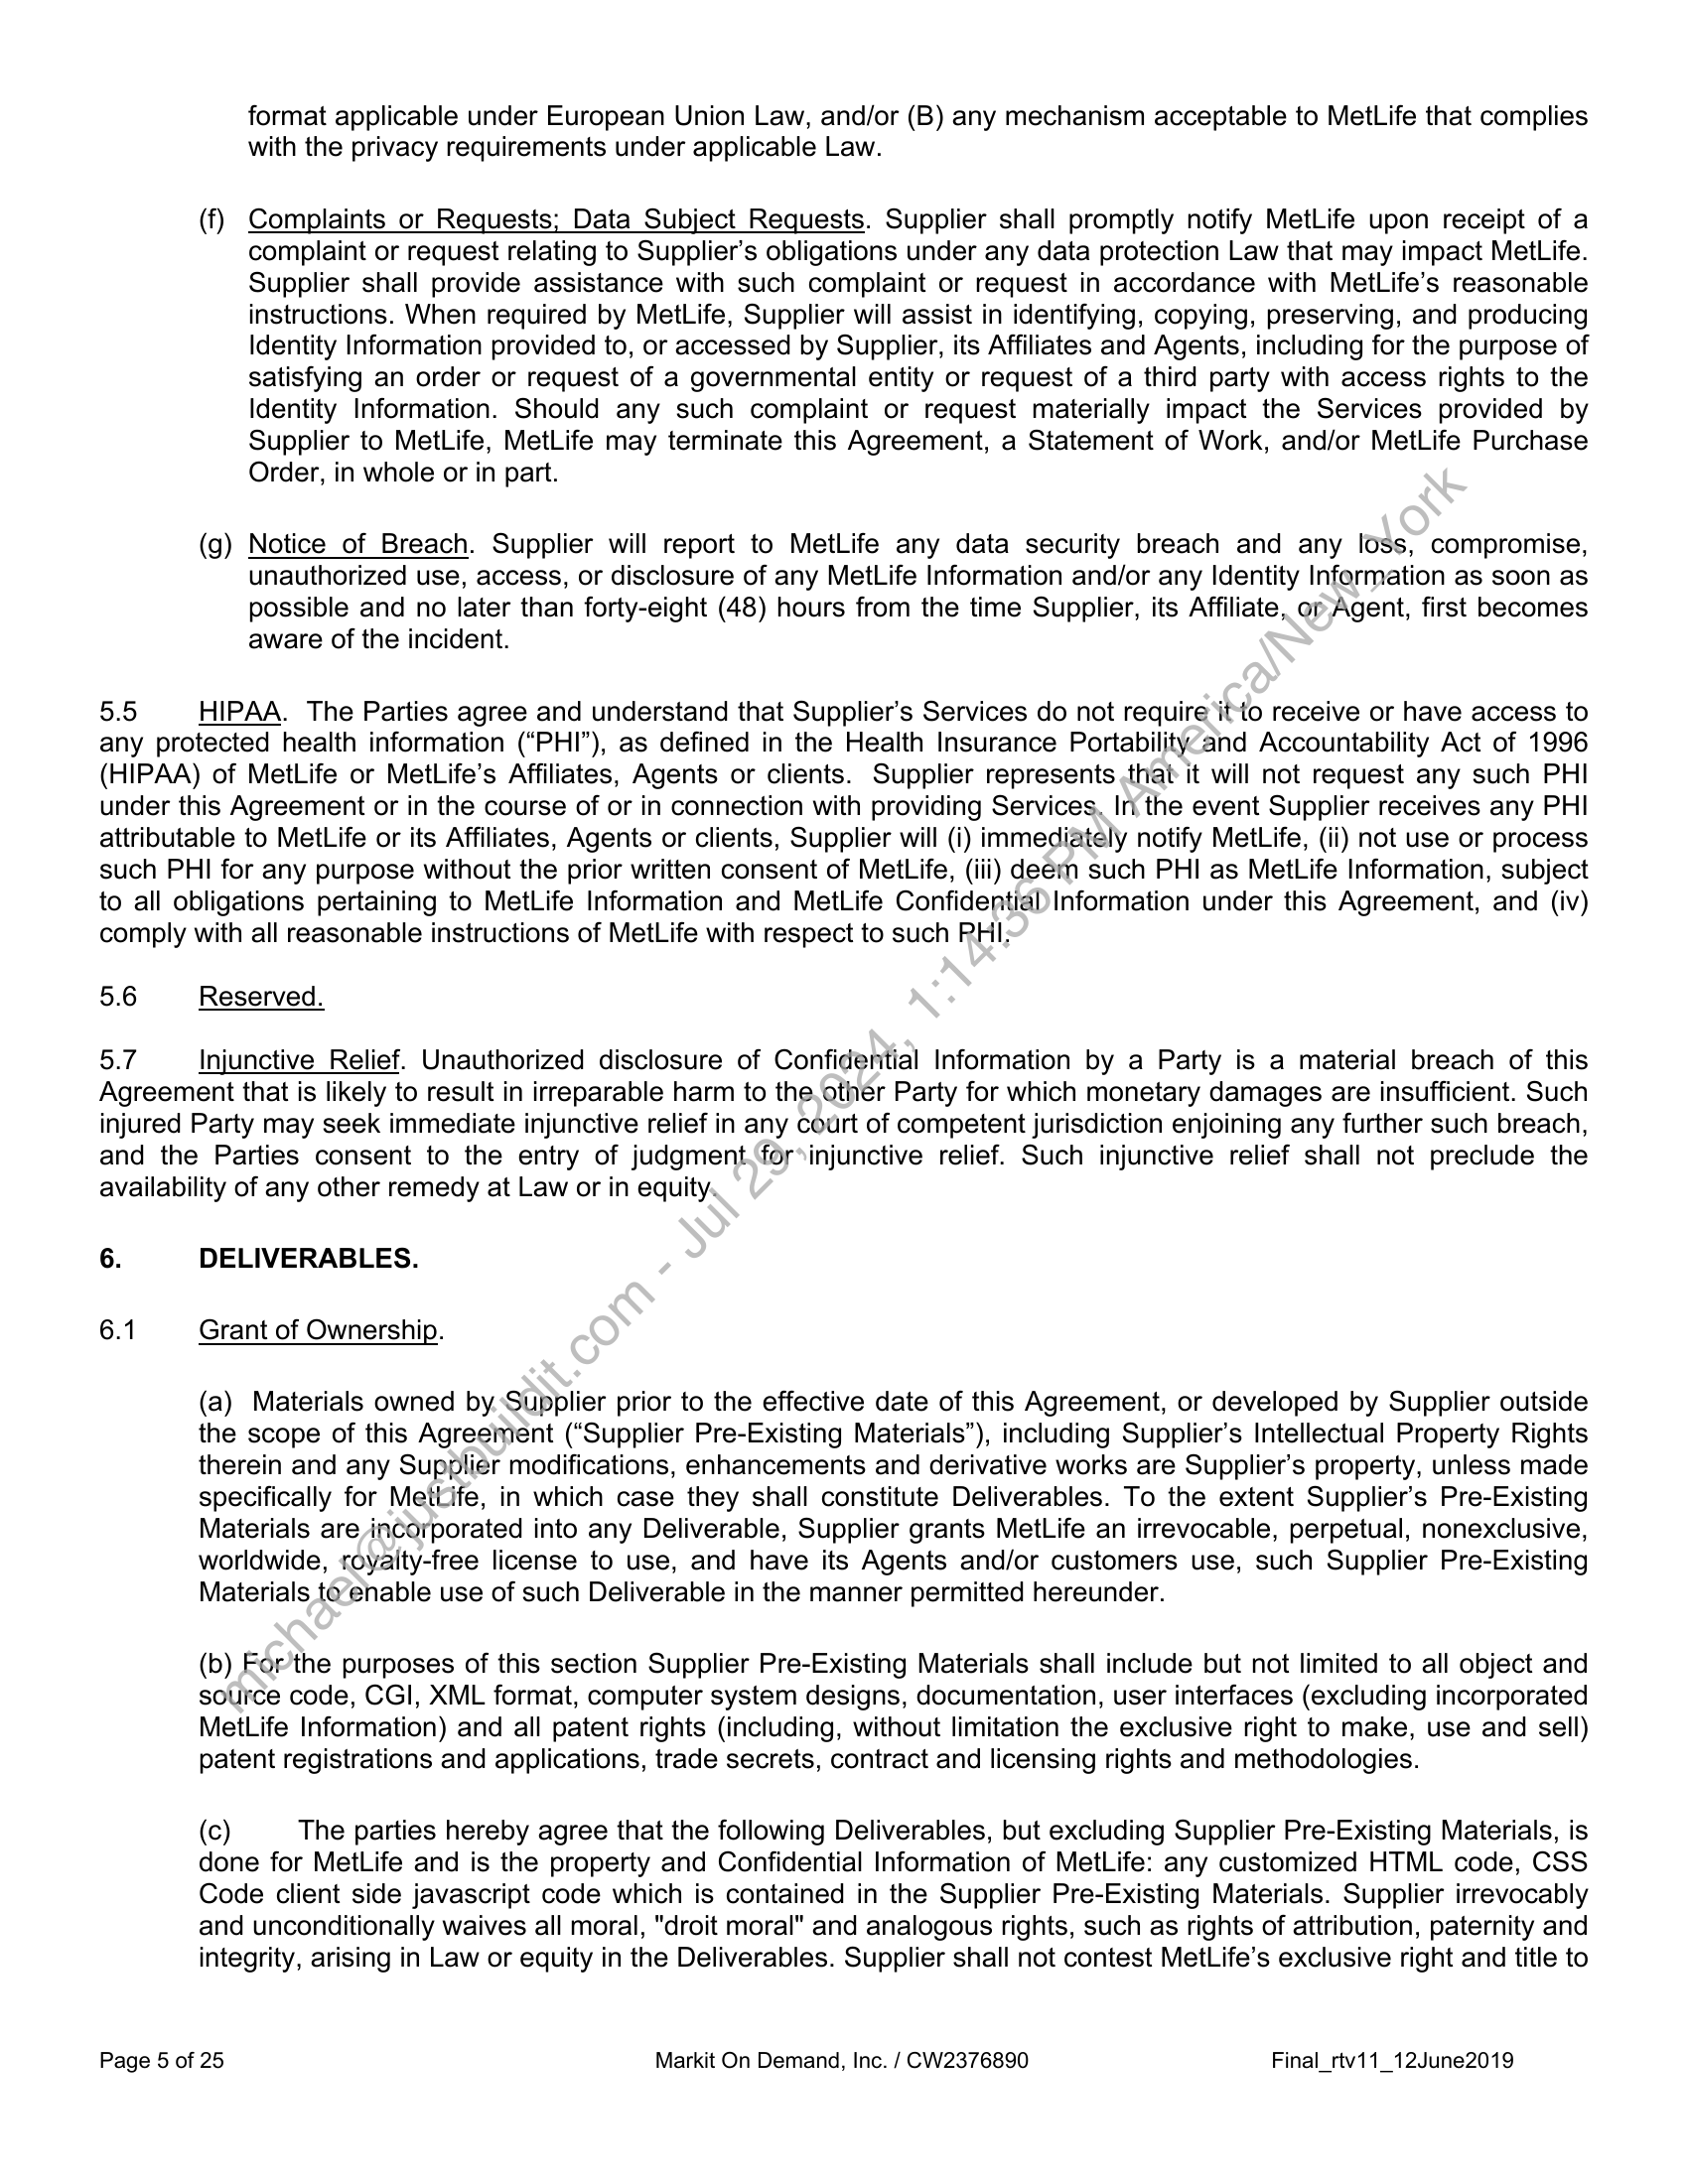 format applicable under European Union Law, and/or (B) any mechanism acceptable to MetLife that complies
with the privacy requirements under applicable Law.
(f) Complaints or Requests; Data Subject Requests. Supplier shall promptly notify MetLife upon receipt of a
complaint or request relating to Supplier’s obligations under any data protection Law that may impact MetLife.
Supplier shall provide assistance with such complaint or request in accordance with MetLife’s reasonable
instructions. When required by MetLife, Supplier will assist in identifying, copying, preserving, and producing
Identity Information provided to, or accessed by Supplier, its Affiliates and Agents, including for the purpose of
satisfying an order or request of a governmental entity or request of a third party with access rights to the
Identity Information. Should any such complaint or request materially impact the Services provided by
Supplier to MetLife, MetLife may terminate this Agreement, a Statement of Work, and/or MetLife Purchase
Order, in whole or in part.
(g) Notice of Breach. Supplier will report to MetLife any data security breach and any loss, compromise,
unauthorized use, access, or disclosure of any MetLife Information and/or any Identity Information as soon as
possible and no later than forty-eight (48) hours from the time Supplier, its Affiliate, or Agent, first becomes
aware of the incident.
5.5 HIPAA. The Parties agree and understand that Supplier’s Services do not require it to receive or have access to
any protected health information (“PHI”), as defined in the Health Insurance Portability and Accountability Act of 1996
(HIPAA) of MetLife or MetLife’s Affiliates, Agents or clients. Supplier represents that it will not request any such PHI
under this Agreement or in the course of or in connection with providing Services. In the event Supplier receives any PHI
attributable to MetLife or its Affiliates, Agents or clients, Supplier will (i) immediately notify MetLife, (ii) not use or process
such PHI for any purpose without the prior written consent of MetLife, (iii) deem such PHI as MetLife Information, subject
to all obligations pertaining to MetLife Information and MetLife Confidential Information under this Agreement, and (iv)
comply with all reasonable instructions of MetLife with respect to such PHI.
5.6 Reserved.
5.7 Injunctive Relief. Unauthorized disclosure of Confidential Information by a Party is a material breach of this
Agreement that is likely to result in irreparable harm to the other Party for which monetary damages are insufficient. Such
injured Party may seek immediate injunctive relief in any court of competent jurisdiction enjoining any further such breach,
and the Parties consent to the entry of judgment for injunctive relief. Such injunctive relief shall not preclude the
availability of any other remedy at Law or in equity.
6. DELIVERABLES.
6.1 Grant of Ownership.
(a) Materials owned by Supplier prior to the effective date of this Agreement, or developed by Supplier outside
the scope of this Agreement (“Supplier Pre-Existing Materials”), including Supplier’s Intellectual Property Rights
therein and any Supplier modifications, enhancements and derivative works are Supplier’s property, unless made
specifically for MetLife, in which case they shall constitute Deliverables. To the extent Supplier’s Pre-Existing
Materials are incorporated into any Deliverable, Supplier grants MetLife an irrevocable, perpetual, nonexclusive,
worldwide, royalty-free license to use, and have its Agents and/or customers use, such Supplier Pre-Existing
Materials to enable use of such Deliverable in the manner permitted hereunder.
(b) For the purposes of this section Supplier Pre-Existing Materials shall include but not limited to all object and
source code, CGI, XML format, computer system designs, documentation, user interfaces (excluding incorporated
MetLife Information) and all patent rights (including, without limitation the exclusive right to make, use and sell)
patent registrations and applications, trade secrets, contract and licensing rights and methodologies.
(c) The parties hereby agree that the following Deliverables, but excluding Supplier Pre-Existing Materials, is
done for MetLife and is the property and Confidential Information of MetLife: any customized HTML code, CSS
Code client side javascript code which is contained in the Supplier Pre-Existing Materials. Supplier irrevocably
and unconditionally waives all moral, "droit moral" and analogous rights, such as rights of attribution, paternity and
integrity, arising in Law or equity in the Deliverables. Supplier shall not contest MetLife’s exclusive right and title to
michael@justbuildit.com - Jul 29, 2024, 1:14:36 PM America/New_York
Page 5 of 25 Markit On Demand, Inc. / CW2376890 Final_rtv11_12June2019